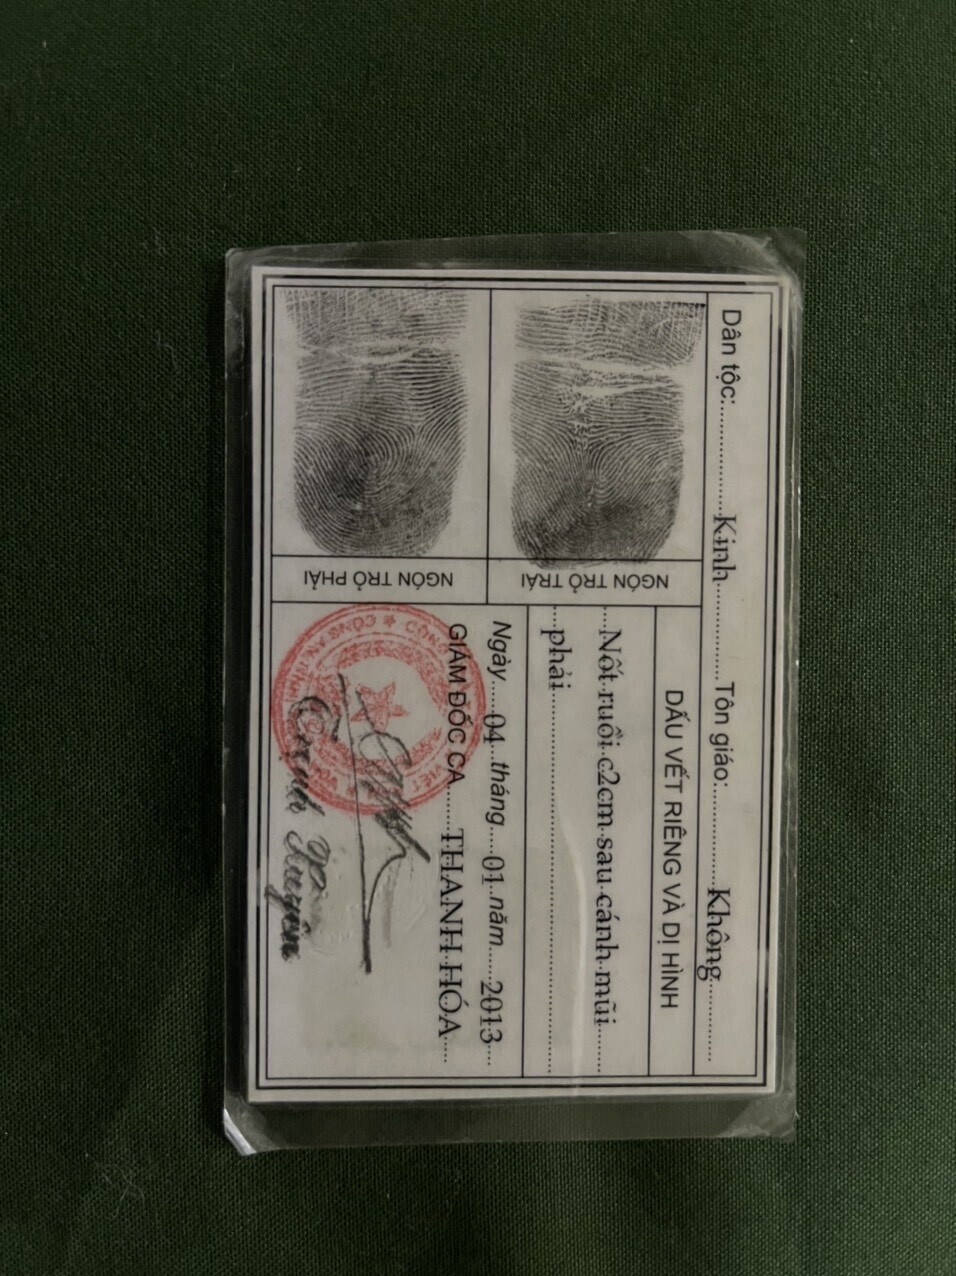 Dân tộc: Kinh Tôn giáo: Không
NGÓN TRỎ TRÁI
NGÓN TRỎ PHẢI
DẤU VẾT RIÊNG VÀ DỊ HÌNH
Nốt ruồi c2cm sau cánh mũi
phải
Ngày 04 tháng 01 năm 2013
GIÁM ĐỐC CA THANH HÓA